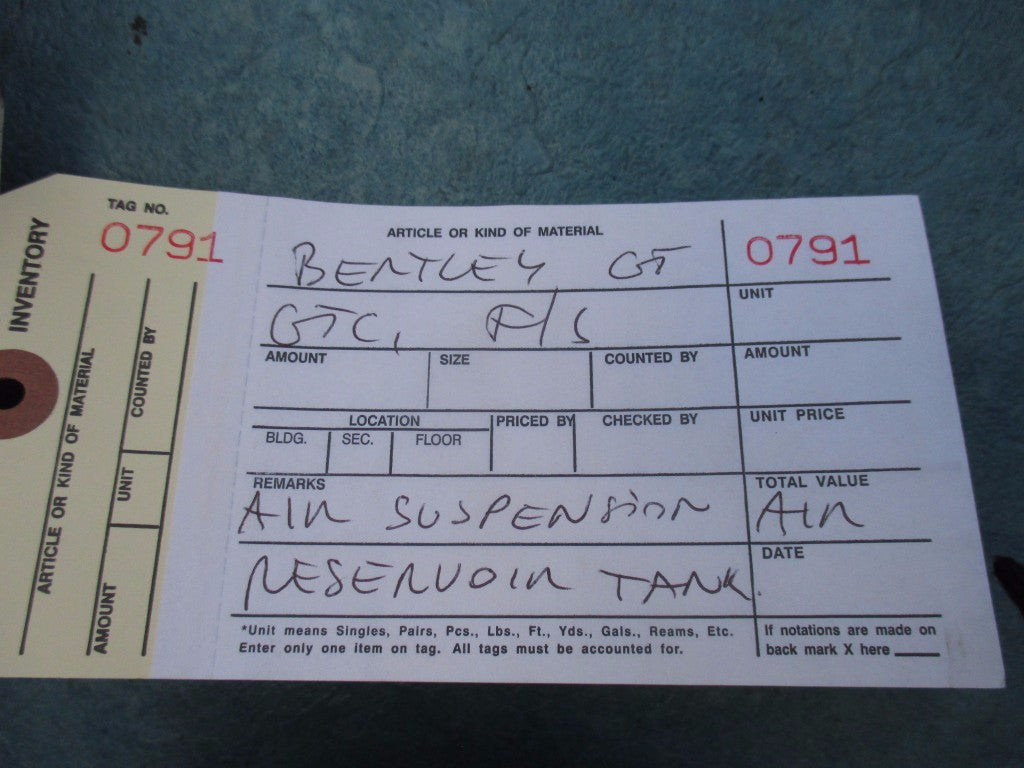 TAG NO.
0791
INVENTORY
ARTICLE OR KIND OF MATERIAL
COUNTED BY
UNIT
AMOUNT
ARTICLE OR KIND OF MATERIAL
BENTLEY GT
GTC, F/S
0791
UNIT
AMOUNT SIZE COUNTED BY AMOUNT
LOCATION PRICED BY CHECKED BY UNIT PRICE
BLDG. SEC. FLOOR
REMARKS TOTAL VALUE
AIR SUSPENSION AIR
RESERVOIR TANK.
DATE
*Unit means Singles, Pairs, Pcs., Lbs., Ft., Yds., Gals., Reams, Etc.
Enter only one item on tag. All tags must be accounted for.
If notations are made on
back mark X here